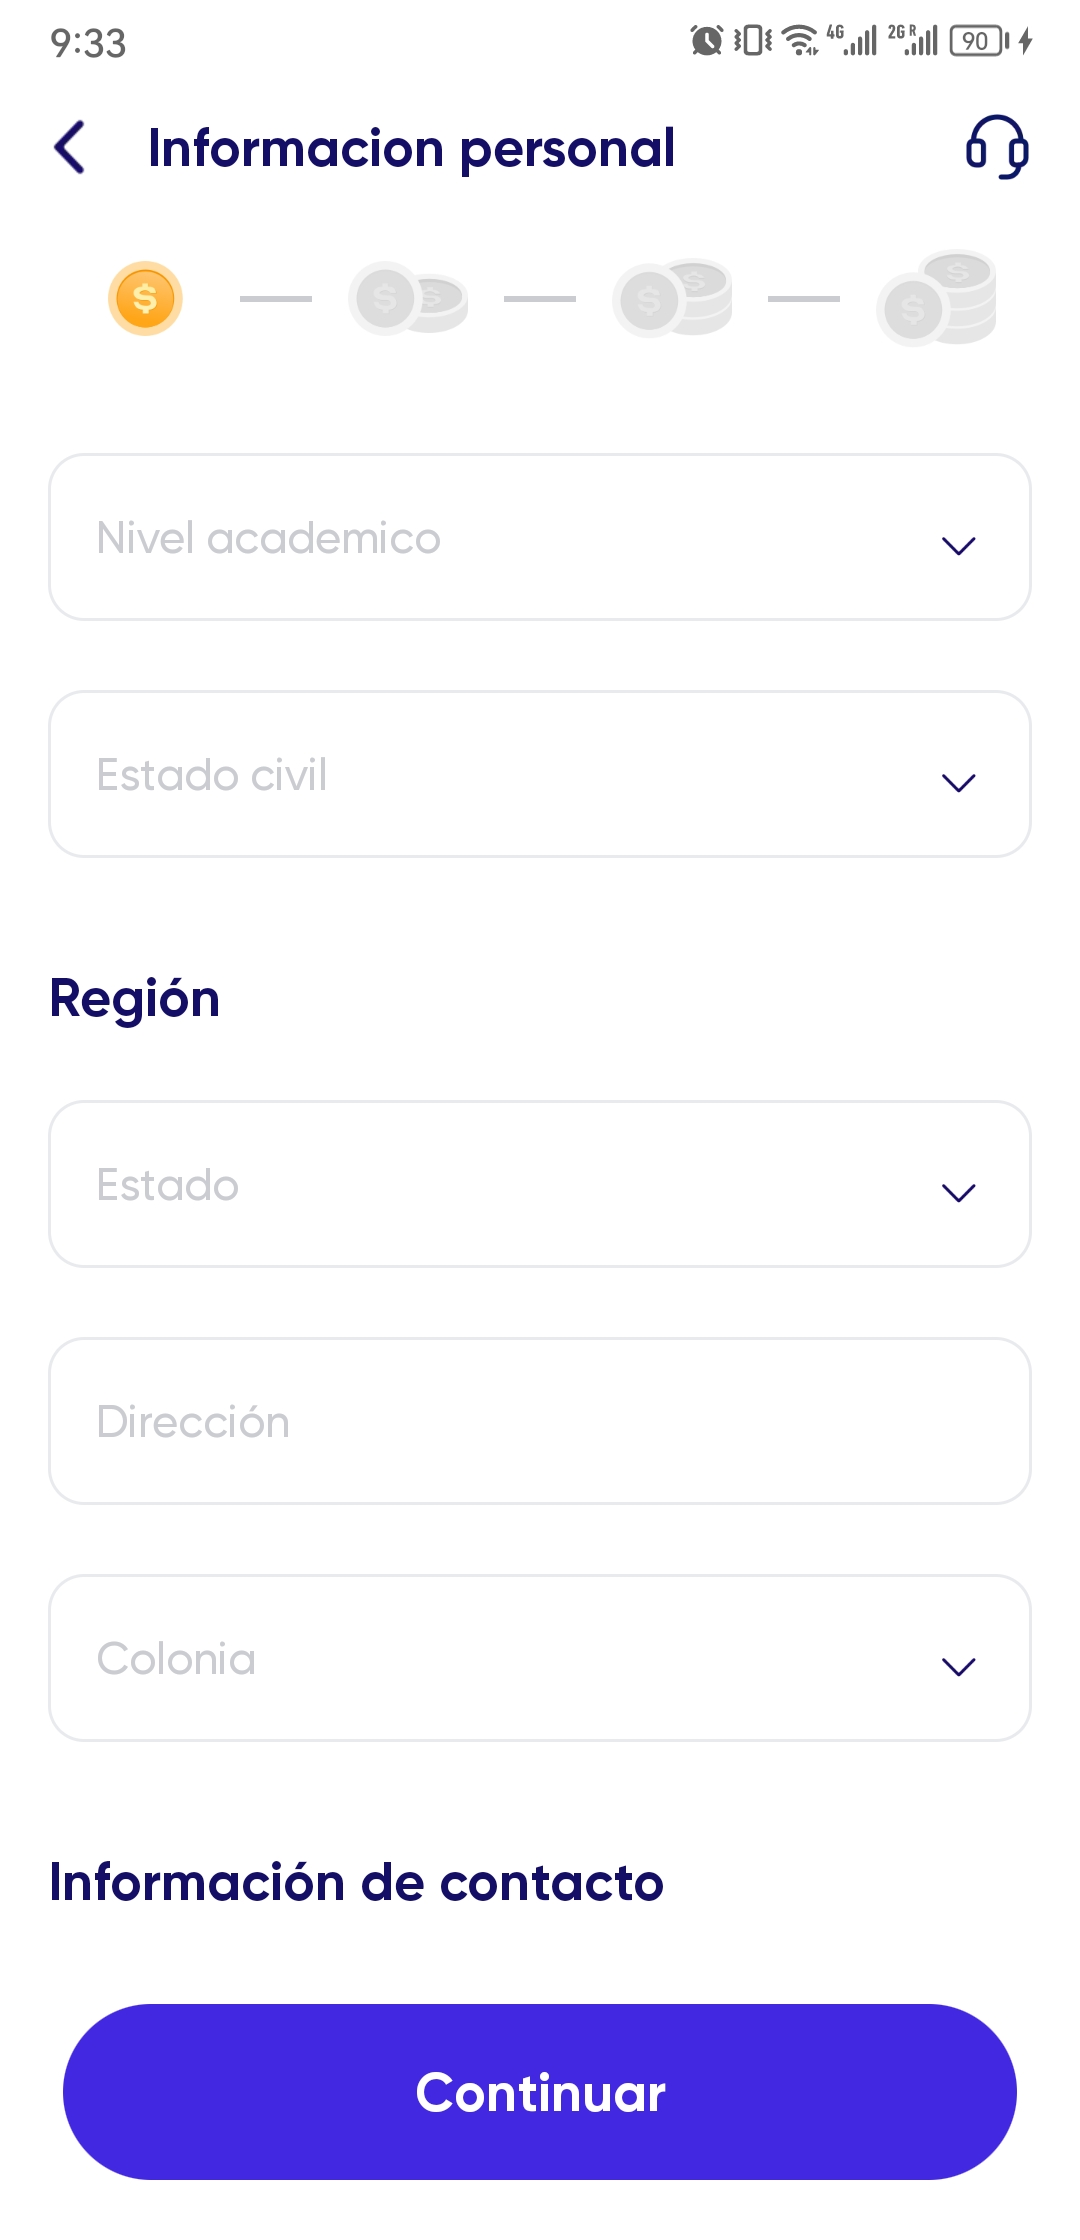 9:33
4G 2G R 90
Informacion personal
Nivel academico
Estado civil
Región
Estado
Dirección
Colonia
Información de contacto
Continuar